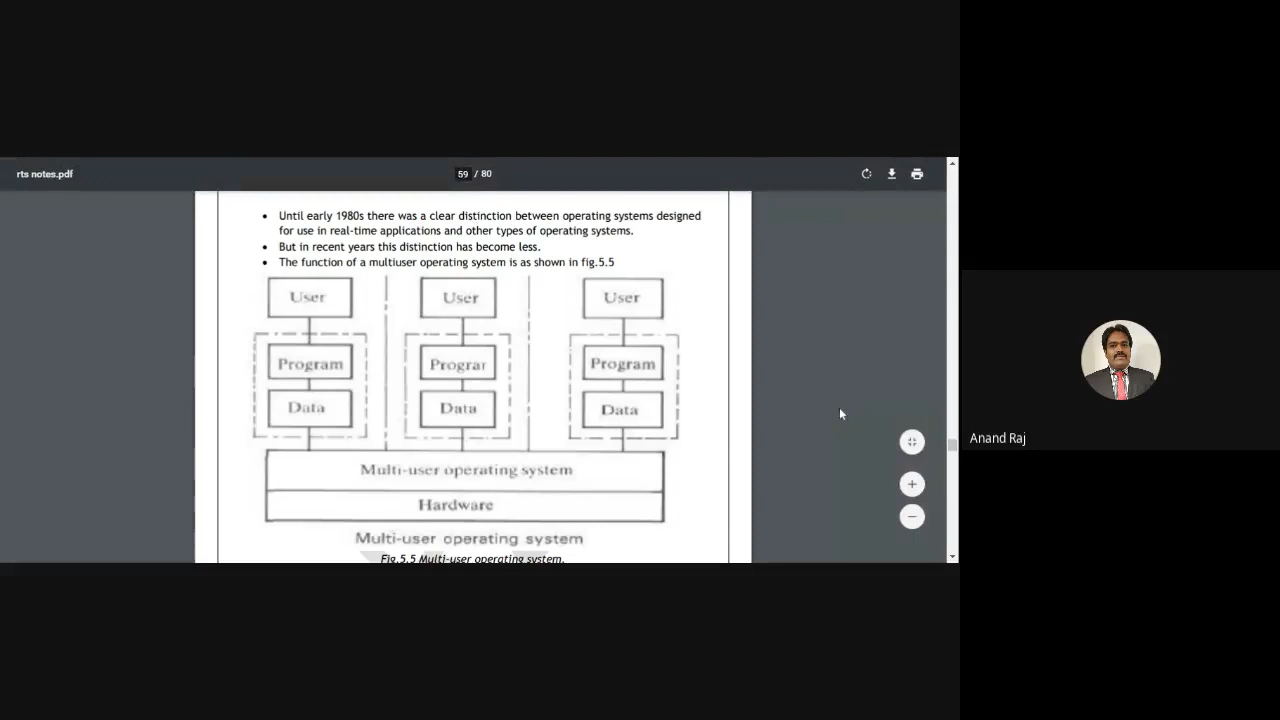 rts notes.pdf
59 / 80
• Until early 1980s there was a clear distinction between operating systems designed
for use in real-time applications and other types of operating systems.
• But in recent years this distinction has become less.
• The function of a multiuser operating system is as shown in fig.5.5
User User User
Program Prograr Program
Data Data Data
Multi-user operating system
Hardware
Multi-user operating system
Fig.5.5 Multi-user operating system.
Anand Raj